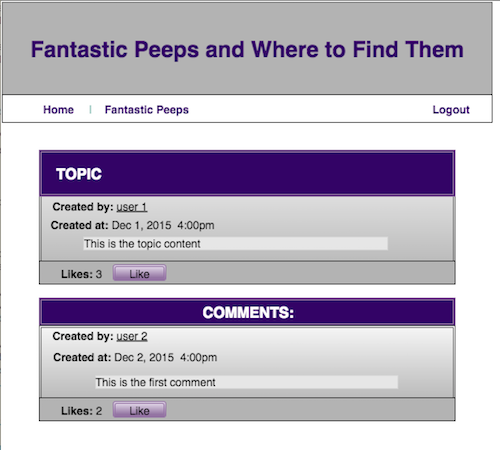 Fantastic Peeps and Where to Find Them
Home | Fantastic Peeps Logout
TOPIC
Created by: user 1
Created at: Dec 1, 2015 4:00pm
This is the topic content
Likes: 3 Like
COMMENTS:
Created by: user 2
Created at: Dec 2, 2015 4:00pm
This is the first comment
Likes: 2 Like